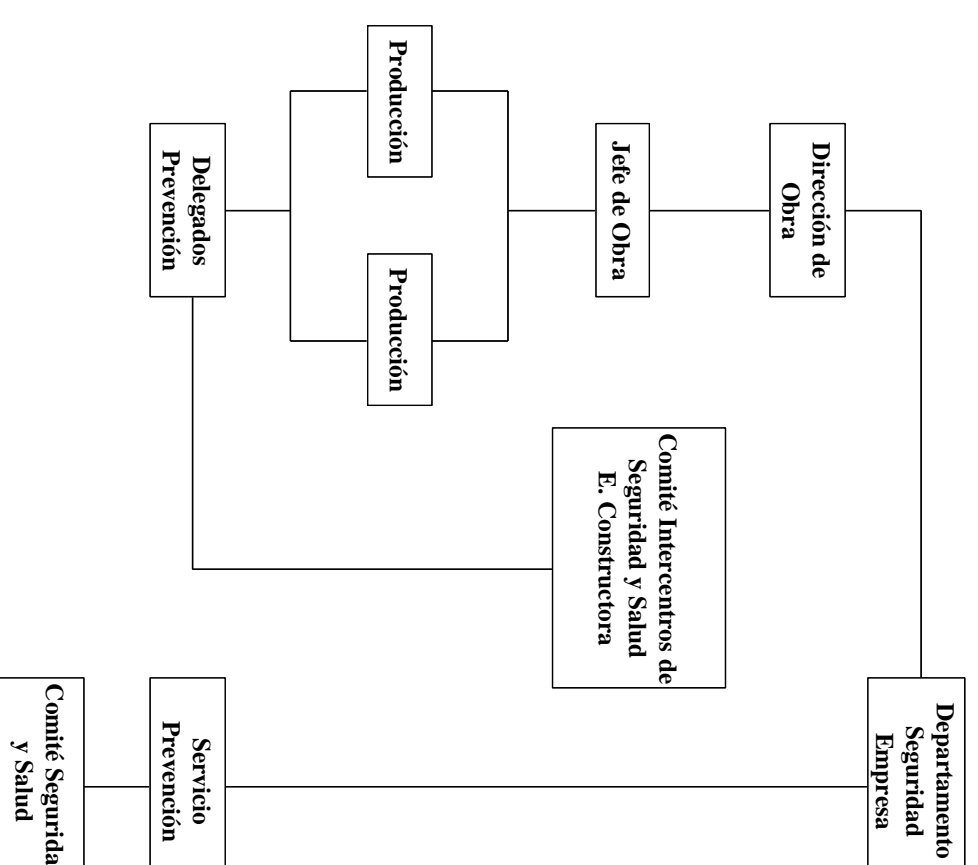 Departamento
Seguridad
Empresa
Dirección de
Obra
Jefe de Obra
Comité Intercentros de
Seguridad y Salud
E. Constructora
Producción
Producción
Delegados
Prevención
Servicio
Prevención
Comité Segurida
y Salud